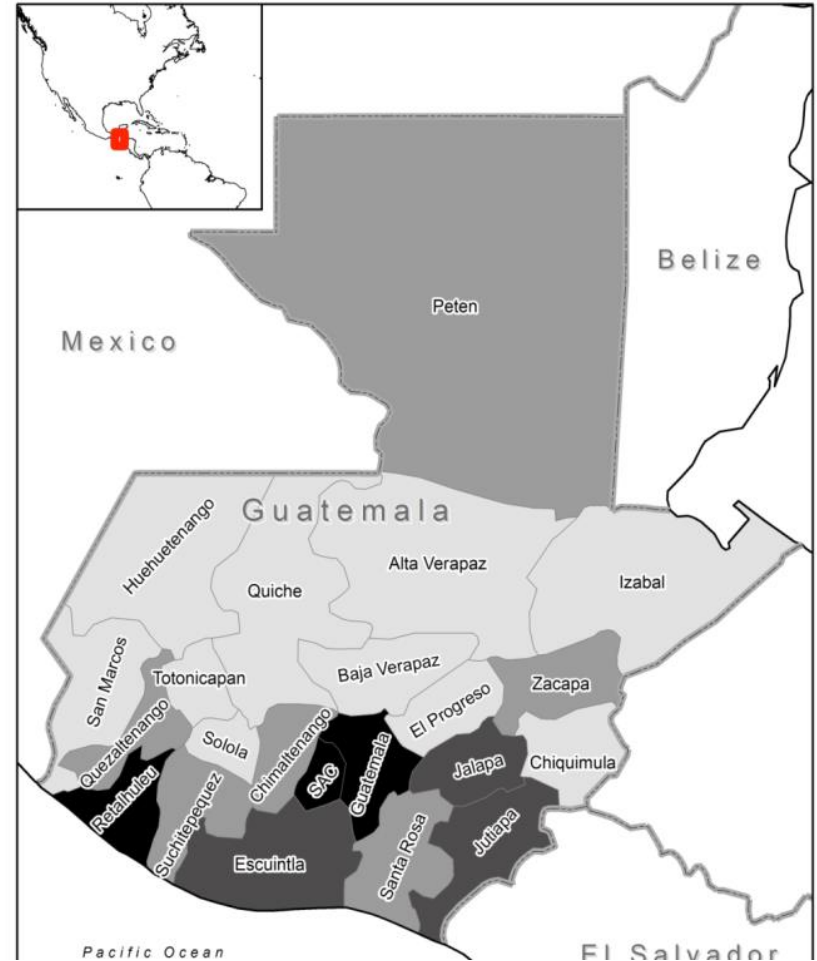 Belize
Peten
Mexico
Guatemala
Huehuetenango
Alta Verapaz
Izabal
Quiche
San Marcos
Baja Verapaz
Totonicapan
Zacapa
El Progreso
Quezaltenango
Solola
Chimaltenango
Guatemala
Jalapa
Chiquimula
SAC
Retalhuleu
Suchitepequez
Jutiapa
Escuintla
Santa Rosa
Pacific Ocean
EL Salvador